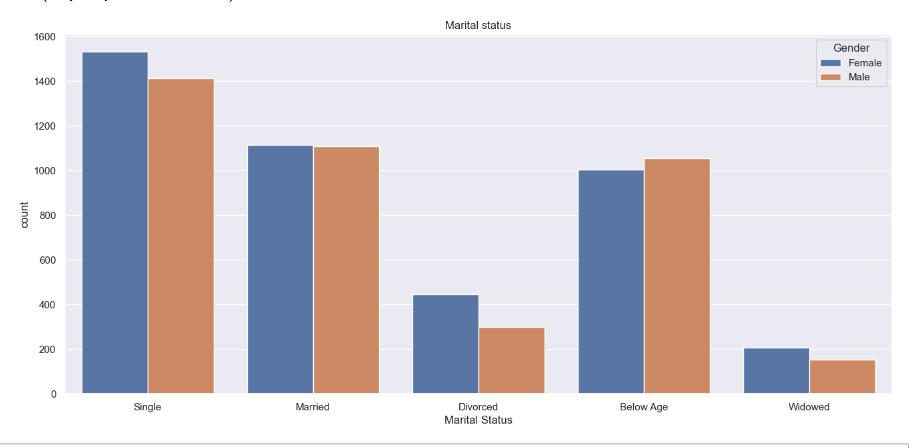 Marital status
1600
1400
1200
1000
800
600
400
200
0
count
Gender
Female
Male
Single Married Divorced Below Age Widowed
Marital Status